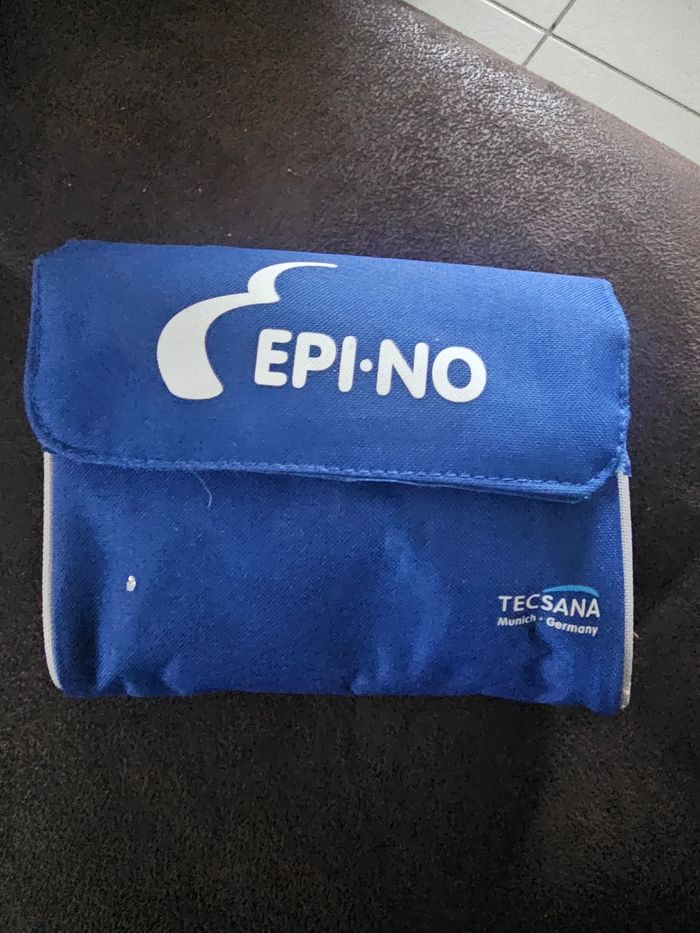 EPI·NO
TECSANA
Munich · Germany